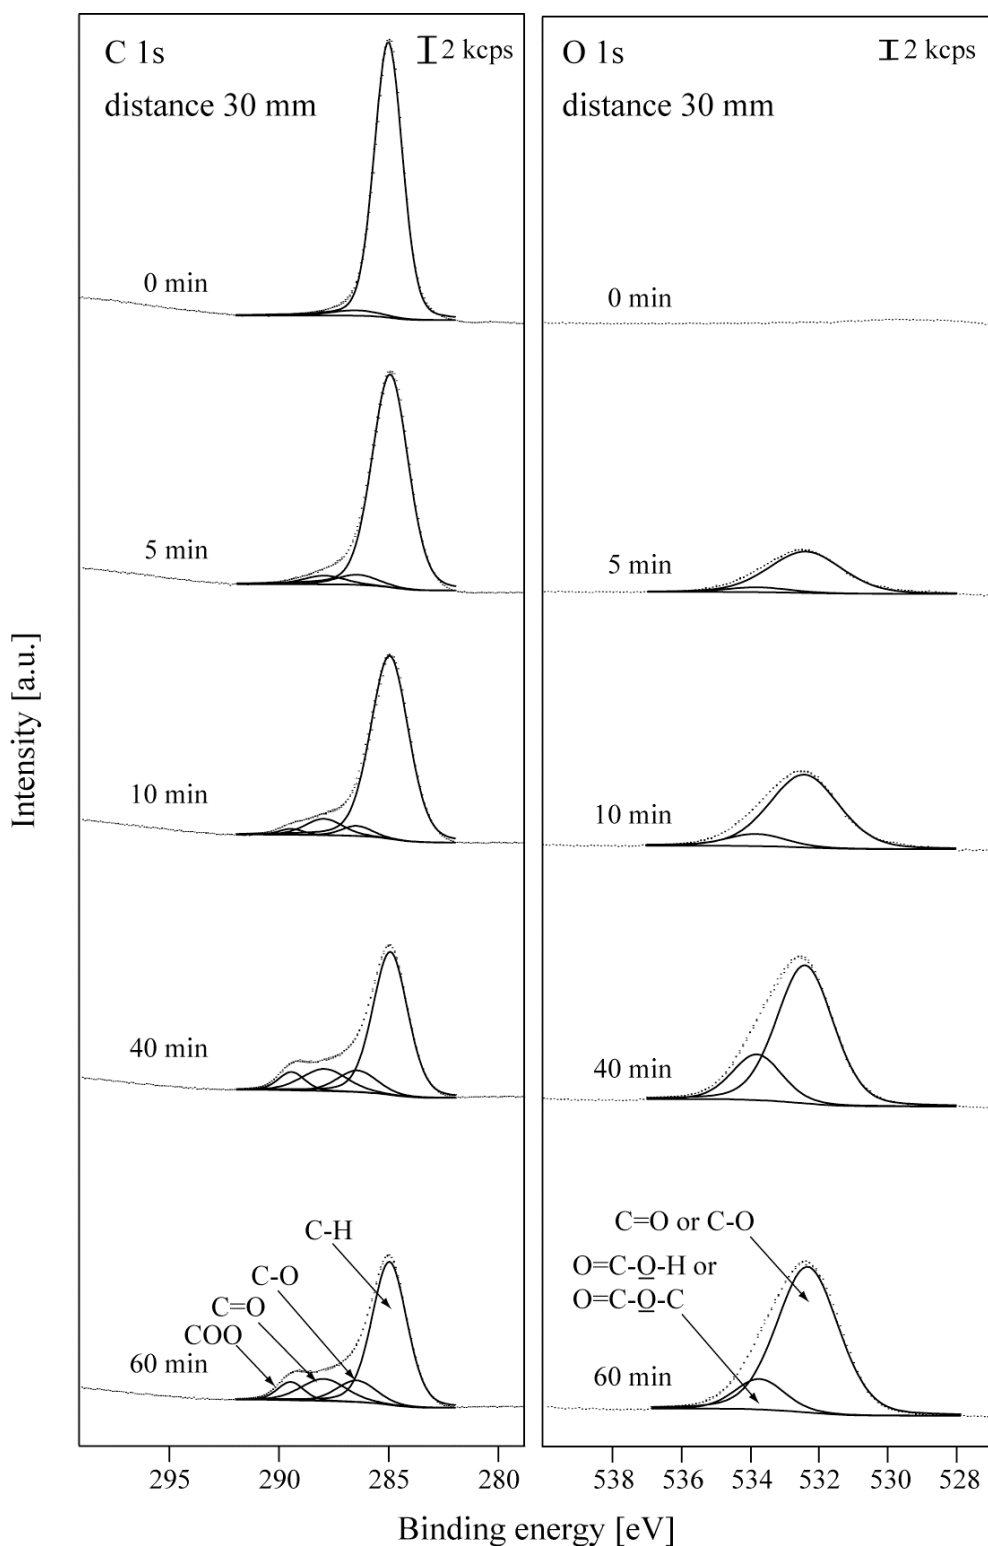 C 1s
2 kcps
distance 30 mm
0 min
5 min
10 min
40 min
C-H
C-O
C=O
COO
60 min
295
290
285
280
O 1s
2 kcps
distance 30 mm
0 min
5 min
10 min
40 min
C=O or C-O
O=C-O-H or
O=C-O-C
60 min
538
536
534
532
530
528
Intensity [a.u.]
Binding energy [eV]